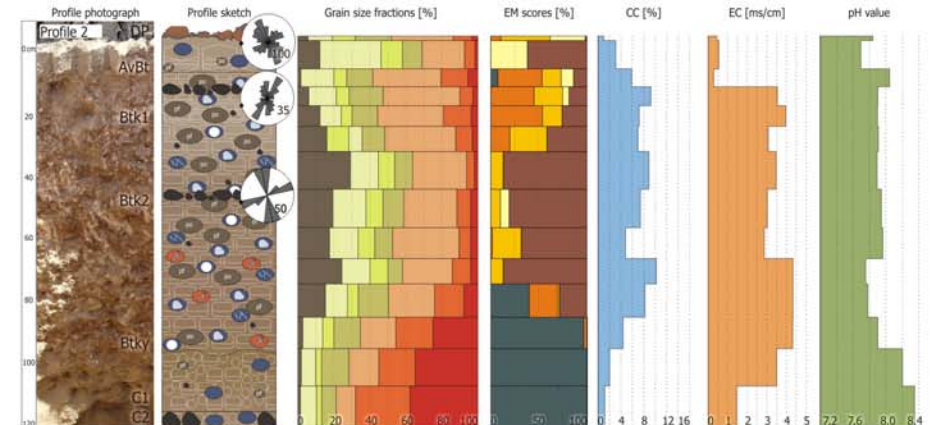 Profile photograph
Profile sketch
Grain size fractions [%]
EM scores [%]
CC [%]
EC [ms/cm]
pH value
Profile 2
DP
0cm
100
AvBt
35
Btk1
20
40
Btk2
50
60
80
Btky
100
C1
C2
120
0 20 40 60 80 100
0 50 100
0 4 8 12 16
0 1 2 3 4 5
7.2 7.6 8.0 8.4